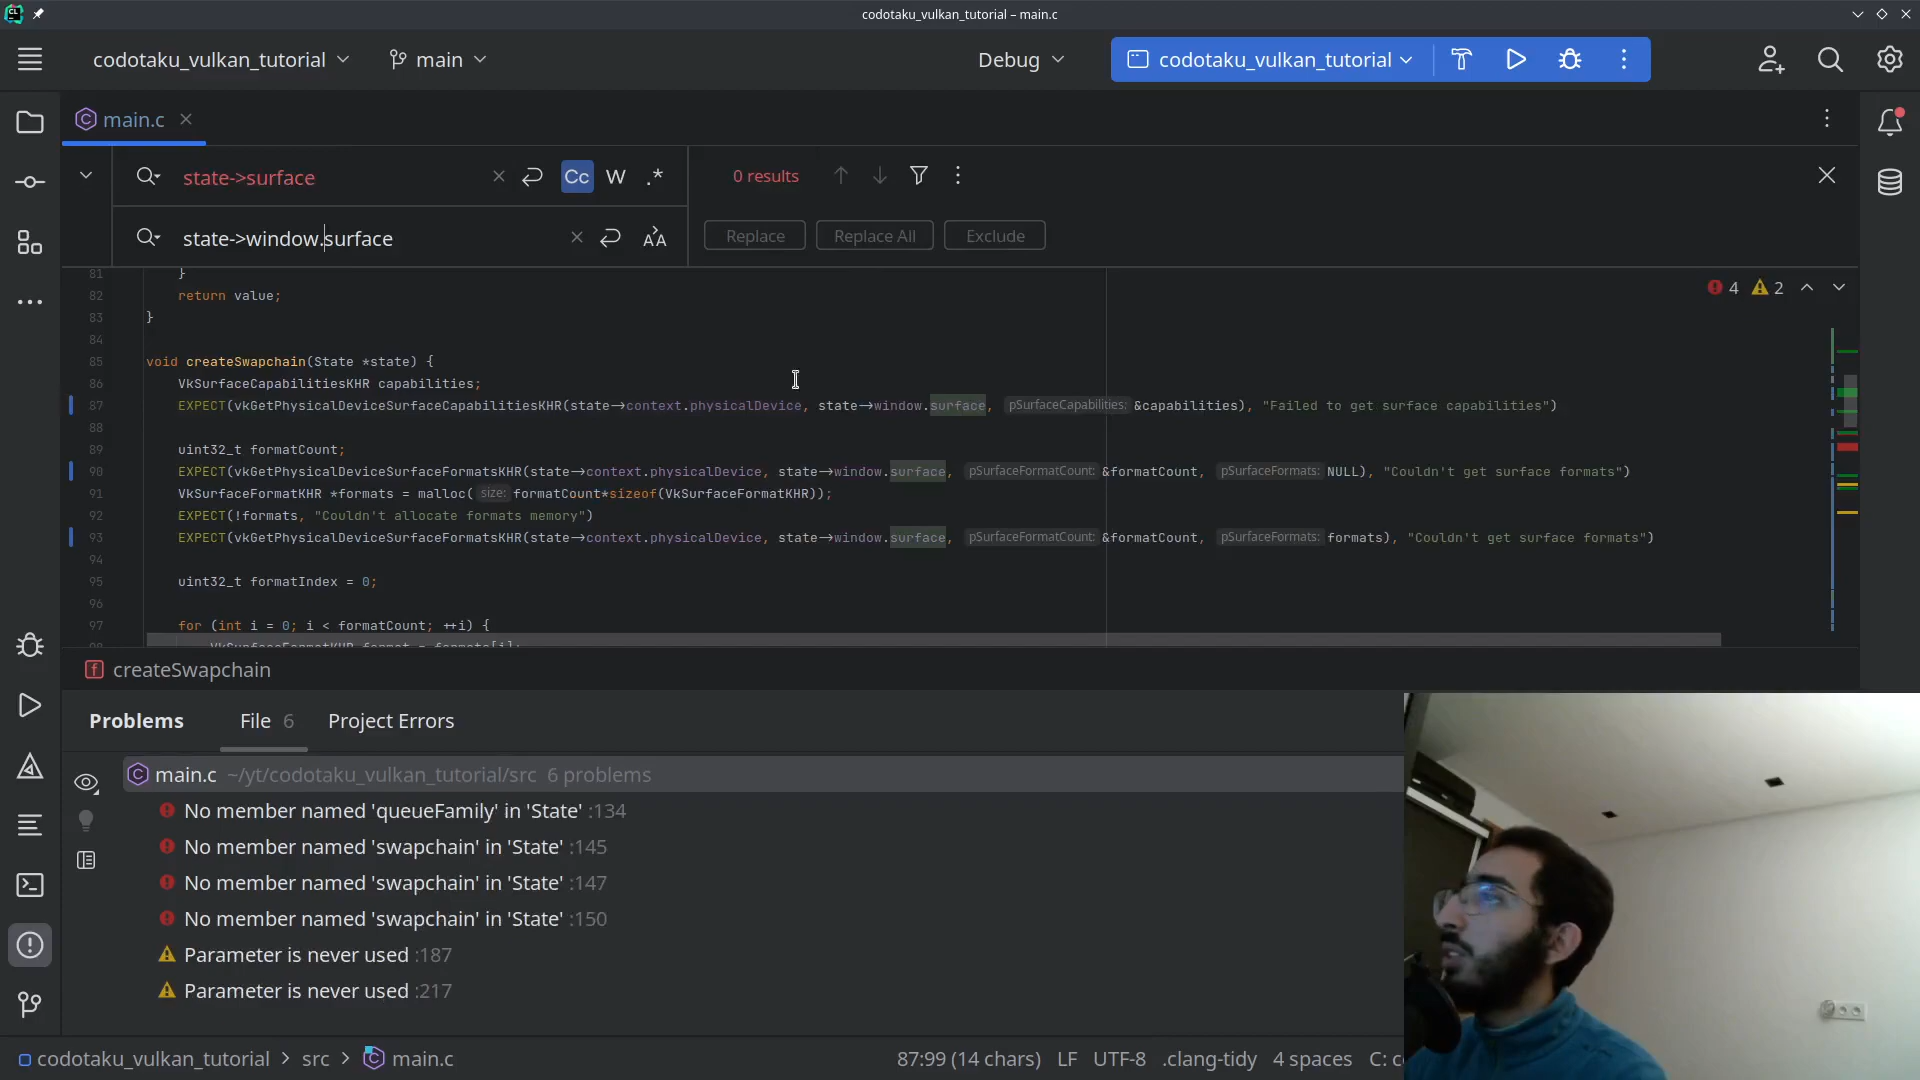 codotaku_vulkan_tutorial – main.c
codotaku_vulkan_tutorial
main
Debug
codotaku_vulkan_tutorial
main.c
state->surface
Cc
W
.*
0 results
state->window.surface
Replace
Replace All
Exclude
4
2
81 }
82 return value;
83 }
84
85 void createSwapchain(State *state) {
86 VkSurfaceCapabilitiesKHR capabilities;
87 EXPECT(vkGetPhysicalDeviceSurfaceCapabilitiesKHR(state->context.physicalDevice, state->window.surface, pSurfaceCapabilities: &capabilities), "Failed to get surface capabilities")
88
89 uint32_t formatCount;
90 EXPECT(vkGetPhysicalDeviceSurfaceFormatsKHR(state->context.physicalDevice, state->window.surface, pSurfaceFormatCount: &formatCount, pSurfaceFormats: NULL), "Couldn't get surface formats")
91 VkSurfaceFormatKHR *formats = malloc( size: formatCount*sizeof(VkSurfaceFormatKHR));
92 EXPECT(!formats, "Couldn't allocate formats memory")
93 EXPECT(vkGetPhysicalDeviceSurfaceFormatsKHR(state->context.physicalDevice, state->window.surface, pSurfaceFormatCount: &formatCount, pSurfaceFormats: formats), "Couldn't get surface formats")
94
95 uint32_t formatIndex = 0;
96
97 for (int i = 0; i < formatCount; ++i) {
98 VkSurfaceFormatKHR format = formats[i];
createSwapchain
Problems
File 6
Project Errors
main.c ~/yt/codotaku_vulkan_tutorial/src 6 problems
No member named 'queueFamily' in 'State' :134
No member named 'swapchain' in 'State' :145
No member named 'swapchain' in 'State' :147
No member named 'swapchain' in 'State' :150
Parameter is never used :187
Parameter is never used :217
codotaku_vulkan_tutorial > src > main.c
87:99 (14 chars)
LF
UTF-8
.clang-tidy
4 spaces